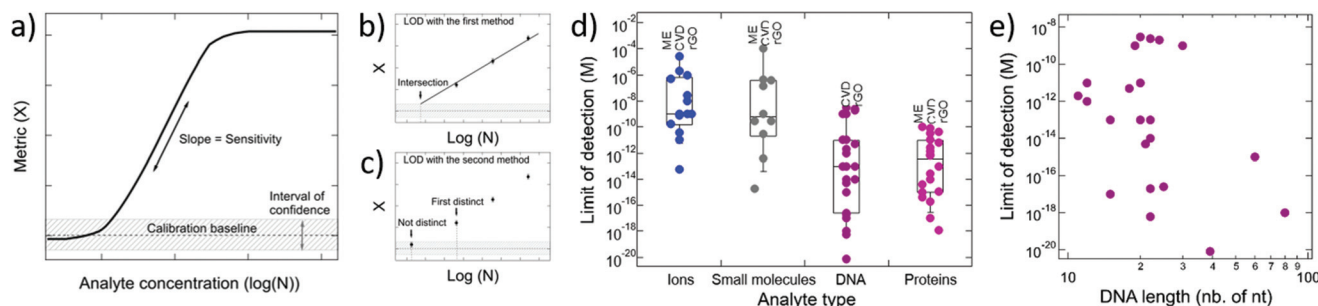 a)
Metric (X)
Slope = Sensitivity
Interval of
confidence
Calibration baseline
Analyte concentration (log(N))
b)
LOD with the first method
X
Intersection
Log (N)
c)
LOD with the second method
X
First distinct
Not distinct
Log (N)
d)
Limit of detection (M)
10⁻²
10⁻⁴
10⁻⁶
10⁻⁸
10⁻¹⁰
10⁻¹²
10⁻¹⁴
10⁻¹⁶
10⁻¹⁸
10⁻²⁰
ME
CVD
rGO
ME
CVD
rGO
CVD
rGO
ME
CVD
rGO
Ions
Small molecules
DNA
Proteins
Analyte type
e)
Limit of detection (M)
10⁻⁸
10⁻¹⁰
10⁻¹²
10⁻¹⁴
10⁻¹⁶
10⁻¹⁸
10⁻²⁰
10
2
3
4
5
6
7
8
9
100
DNA length (nb. of nt)